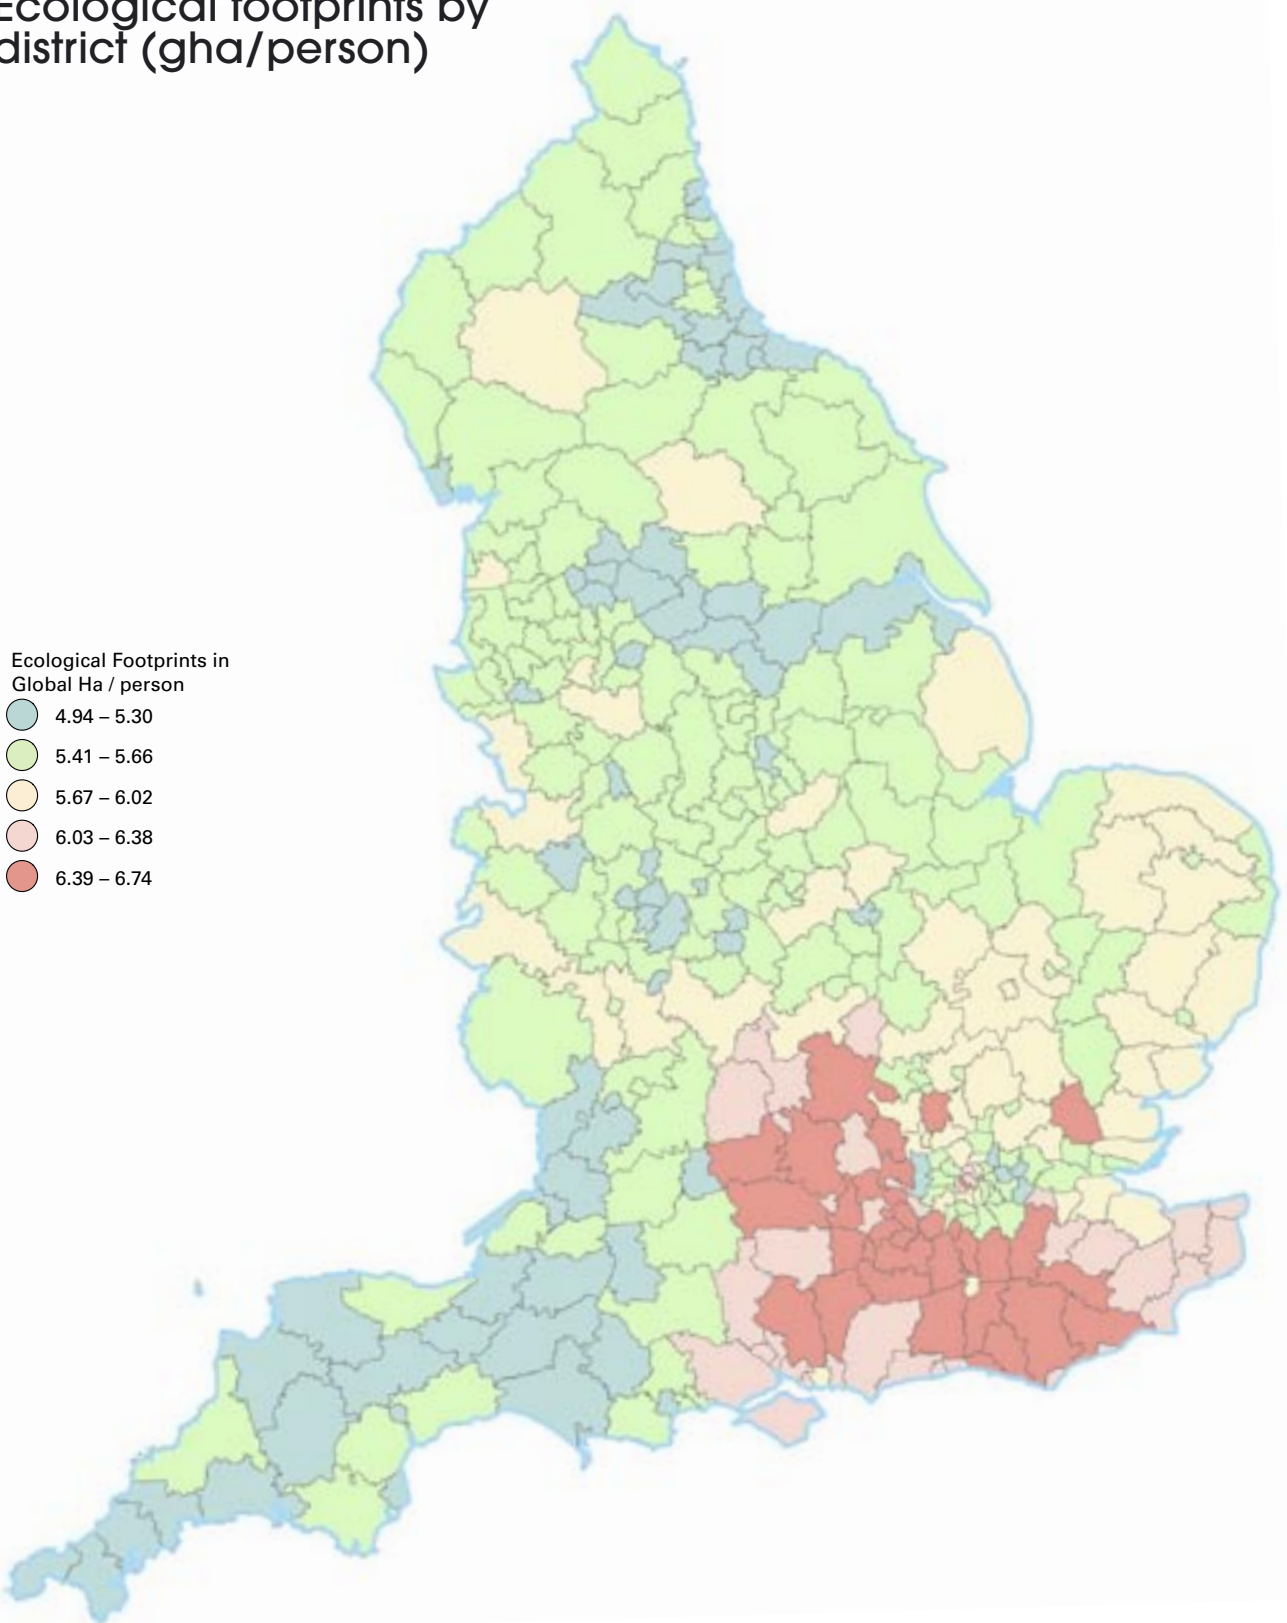 Ecological footprints by
district (gha/person)
Ecological Footprints in
Global Ha / person
4.94 – 5.30
5.41 – 5.66
5.67 – 6.02
6.03 – 6.38
6.39 – 6.74